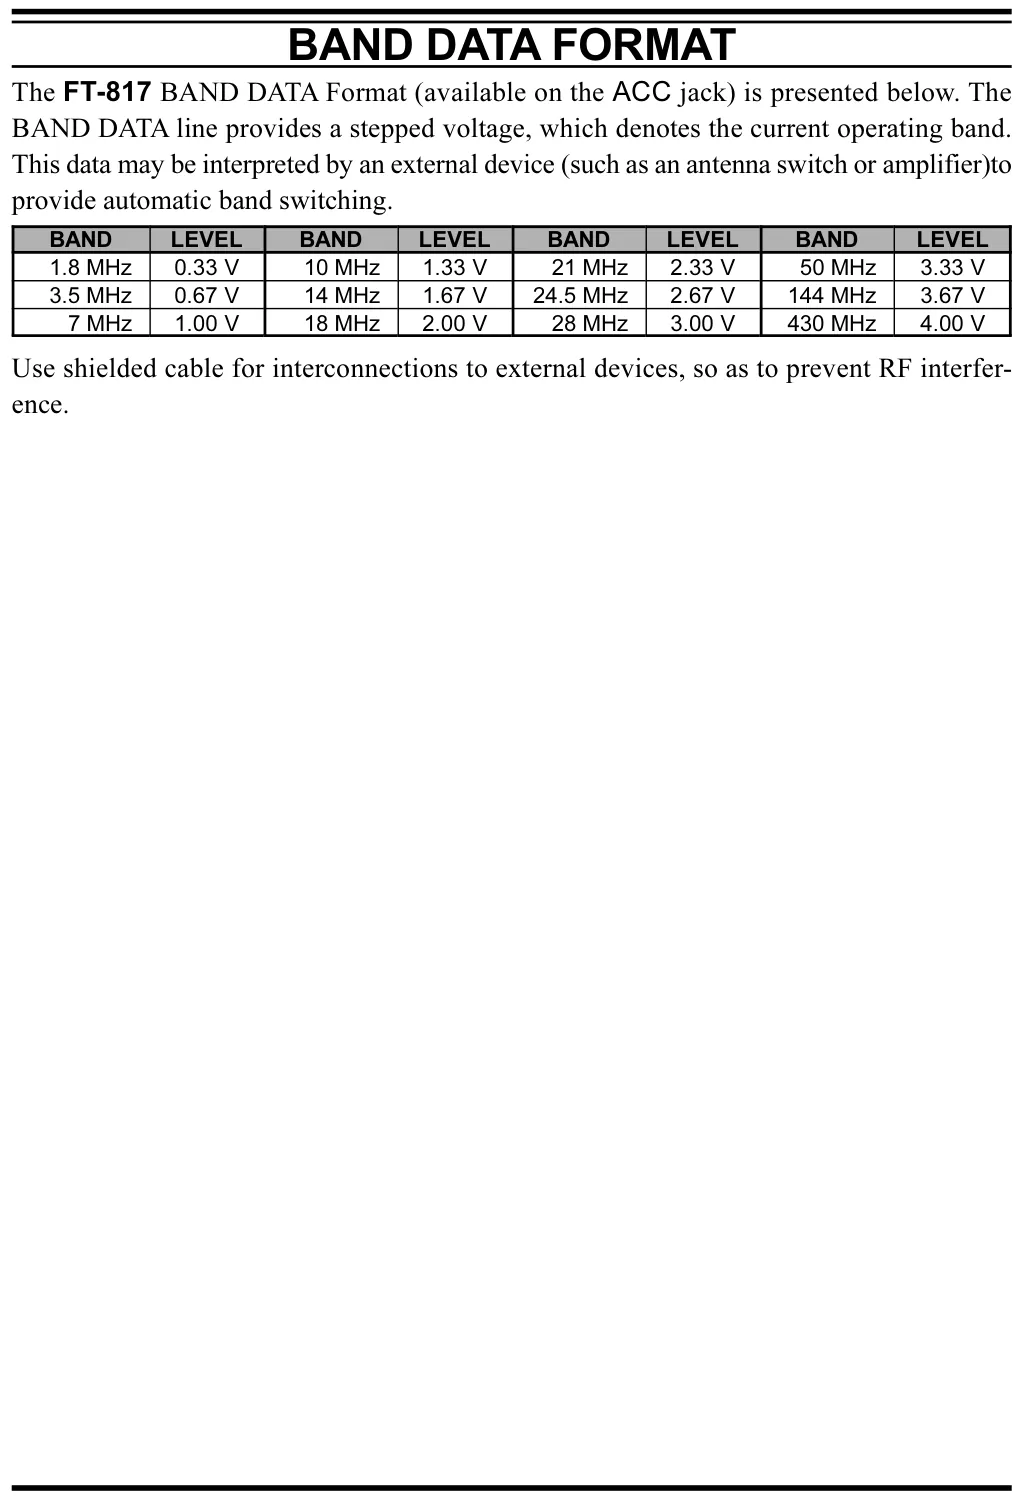 BAND DATA FORMAT
The FT-817 BAND DATA Format (available on the ACC jack) is presented below. The
BAND DATA line provides a stepped voltage, which denotes the current operating band.
This data may be interpreted by an external device (such as an antenna switch or amplifier)to
provide automatic band switching.
BAND LEVEL BAND LEVEL BAND LEVEL BAND LEVEL
1.8 MHz 0.33 V 10 MHz 1.33 V 21 MHz 2.33 V 50 MHz 3.33 V
3.5 MHz 0.67 V 14 MHz 1.67 V 24.5 MHz 2.67 V 144 MHz 3.67 V
7 MHz 1.00 V 18 MHz 2.00 V 28 MHz 3.00 V 430 MHz 4.00 V
Use shielded cable for interconnections to external devices, so as to prevent RF interfer-
ence.